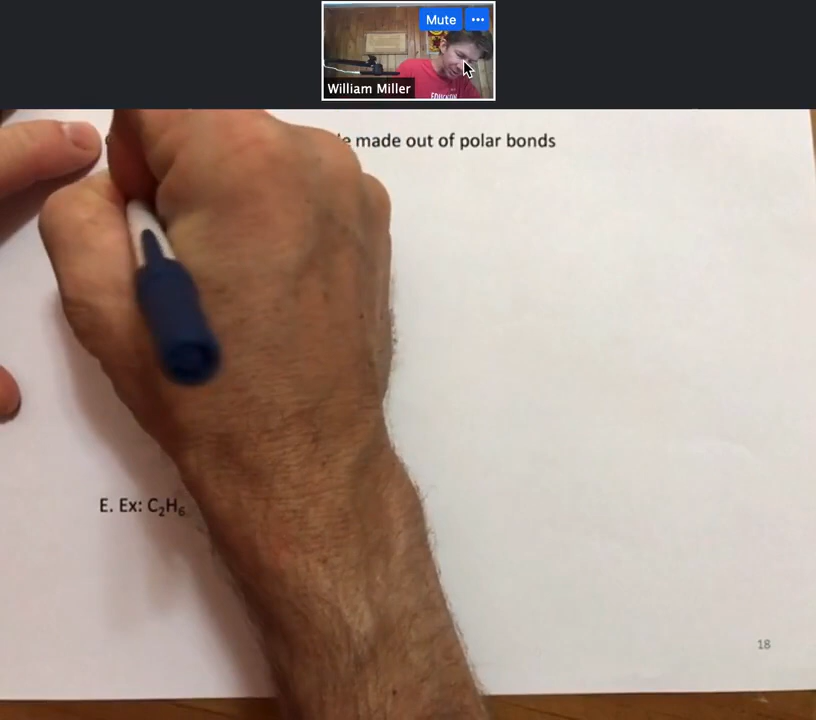 Mute
William Miller
made out of polar bonds
E. Ex: C₂H₆
18